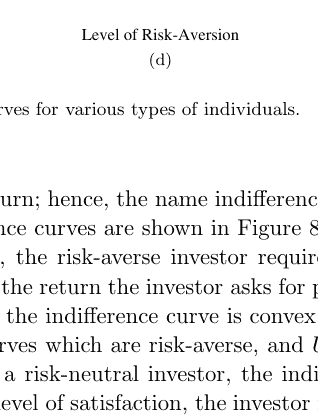 Level of Risk-Aversion
(d)
rves for various types of individuals.
urn; hence, the name indifferenc
nce curves are shown in Figure 8
, the risk-averse investor requir
the return the investor asks for p
the indifference curve is convex
rves which are risk-averse, and
a risk-neutral investor, the indi
level of satisfaction, the investor